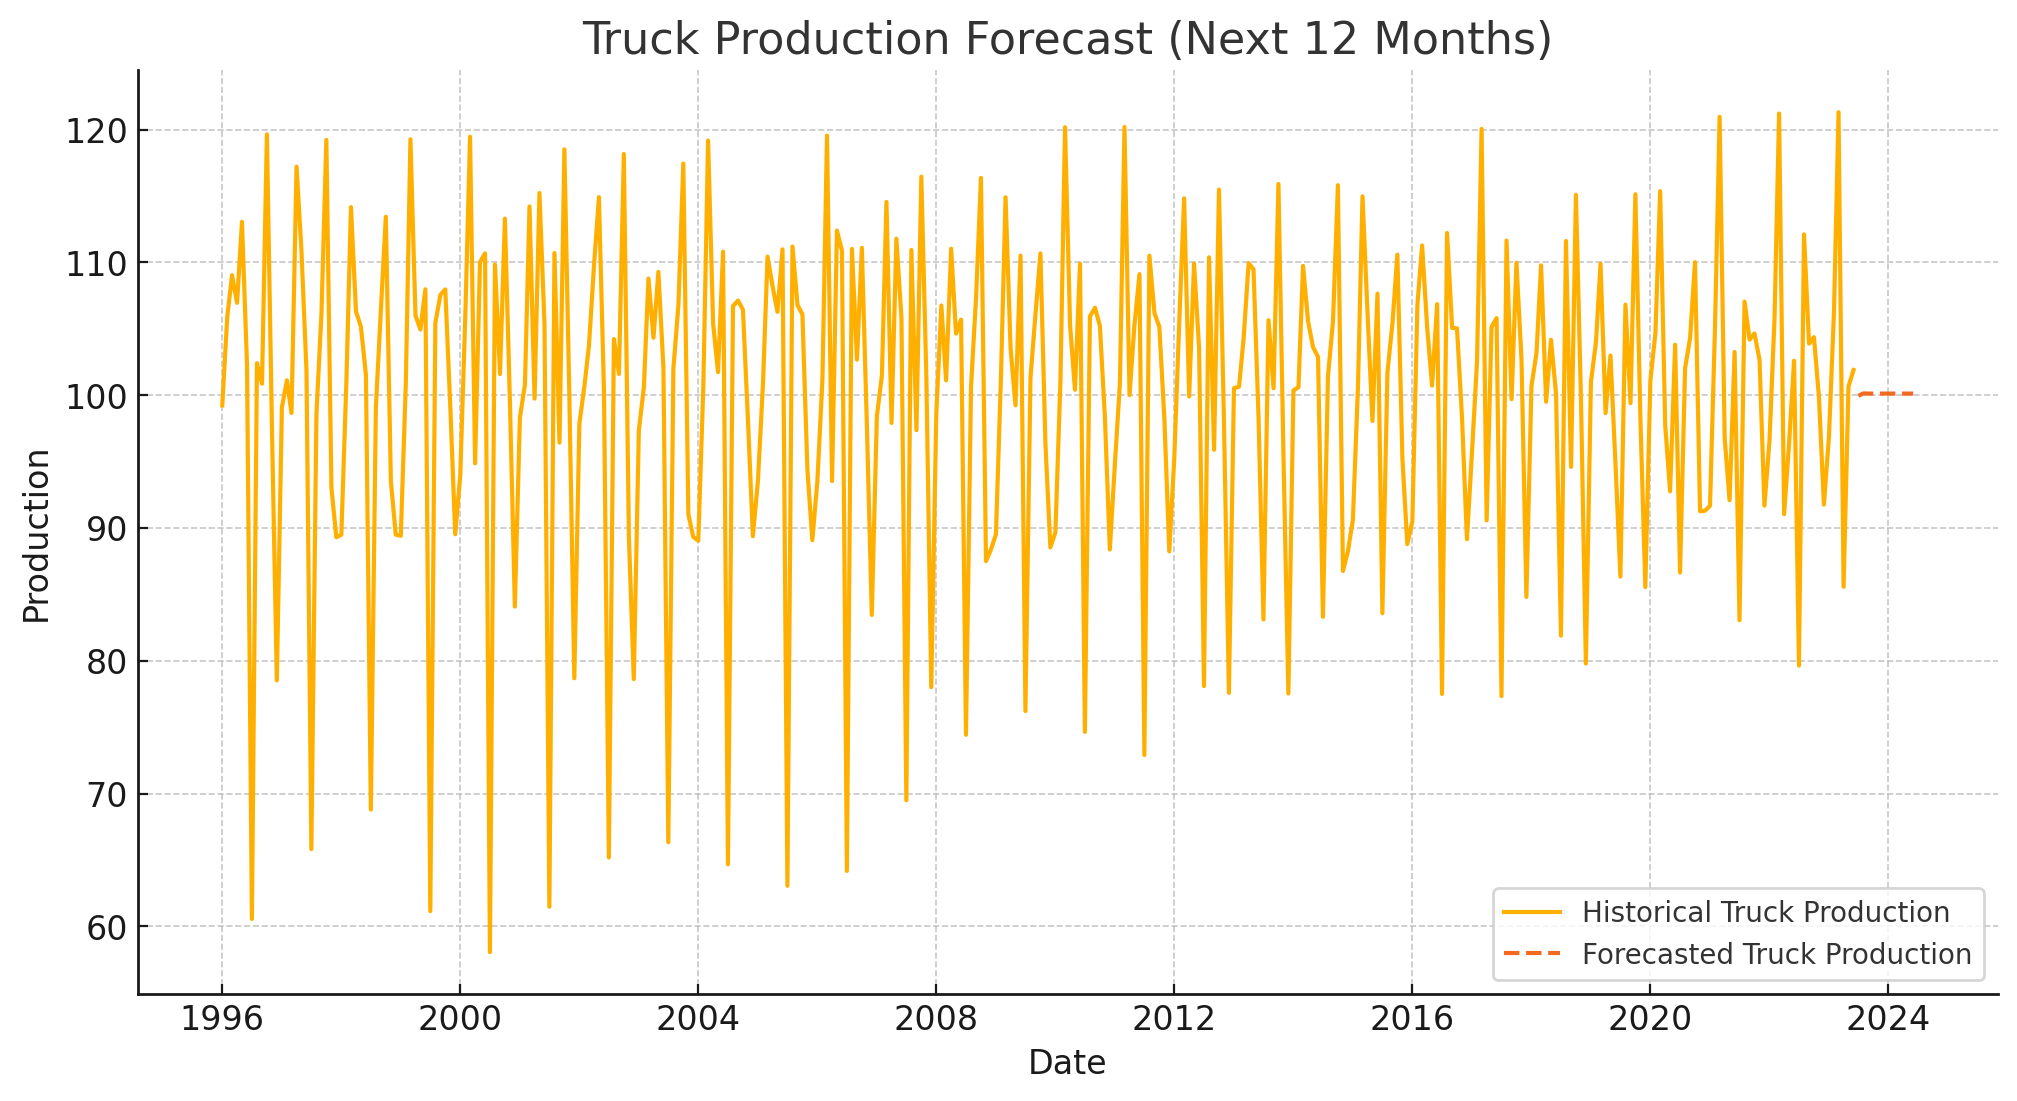 Truck Production Forecast (Next 12 Months)
Production
120
110
100
90
80
70
60
Historical Truck Production
Forecasted Truck Production
1996 2000 2004 2008 2012 2016 2020 2024
Date